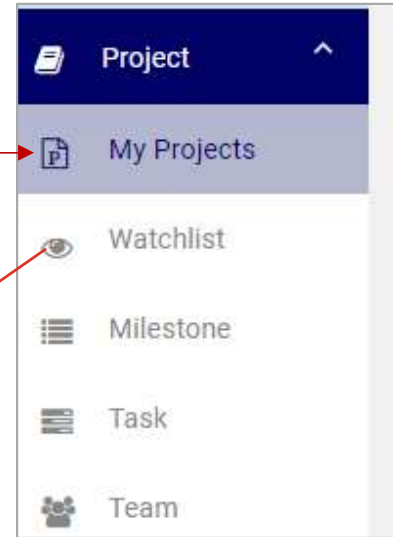 Project
My Projects
Watchlist
Milestone
Task
Team